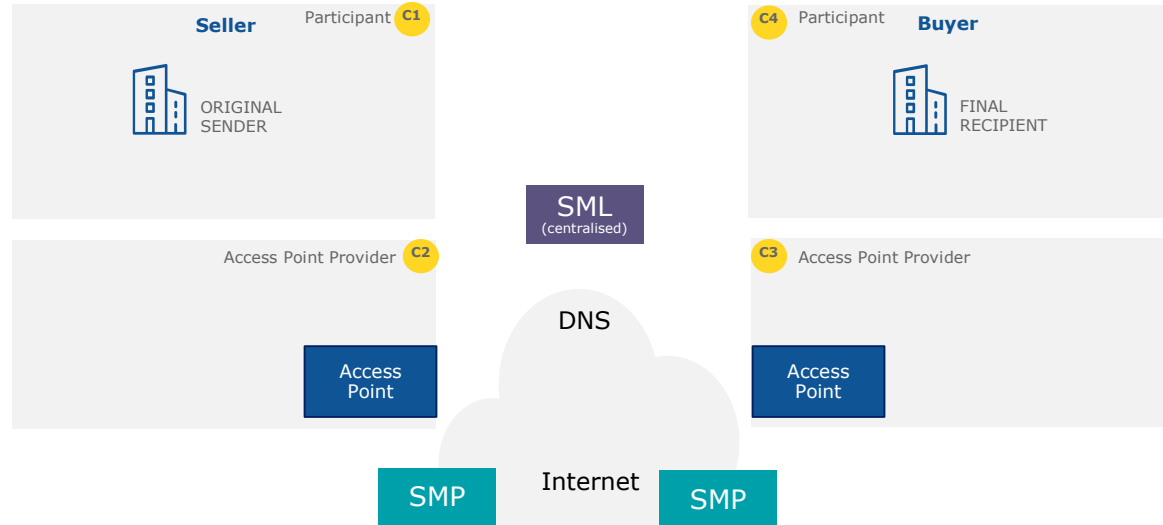 Seller
Participant C1
ORIGINAL
SENDER
C4 Participant
Buyer
FINAL
RECIPIENT
SML
(centralised)
Access Point Provider C2
Access
Point
C3 Access Point Provider
Access
Point
DNS
Internet
SMP
SMP